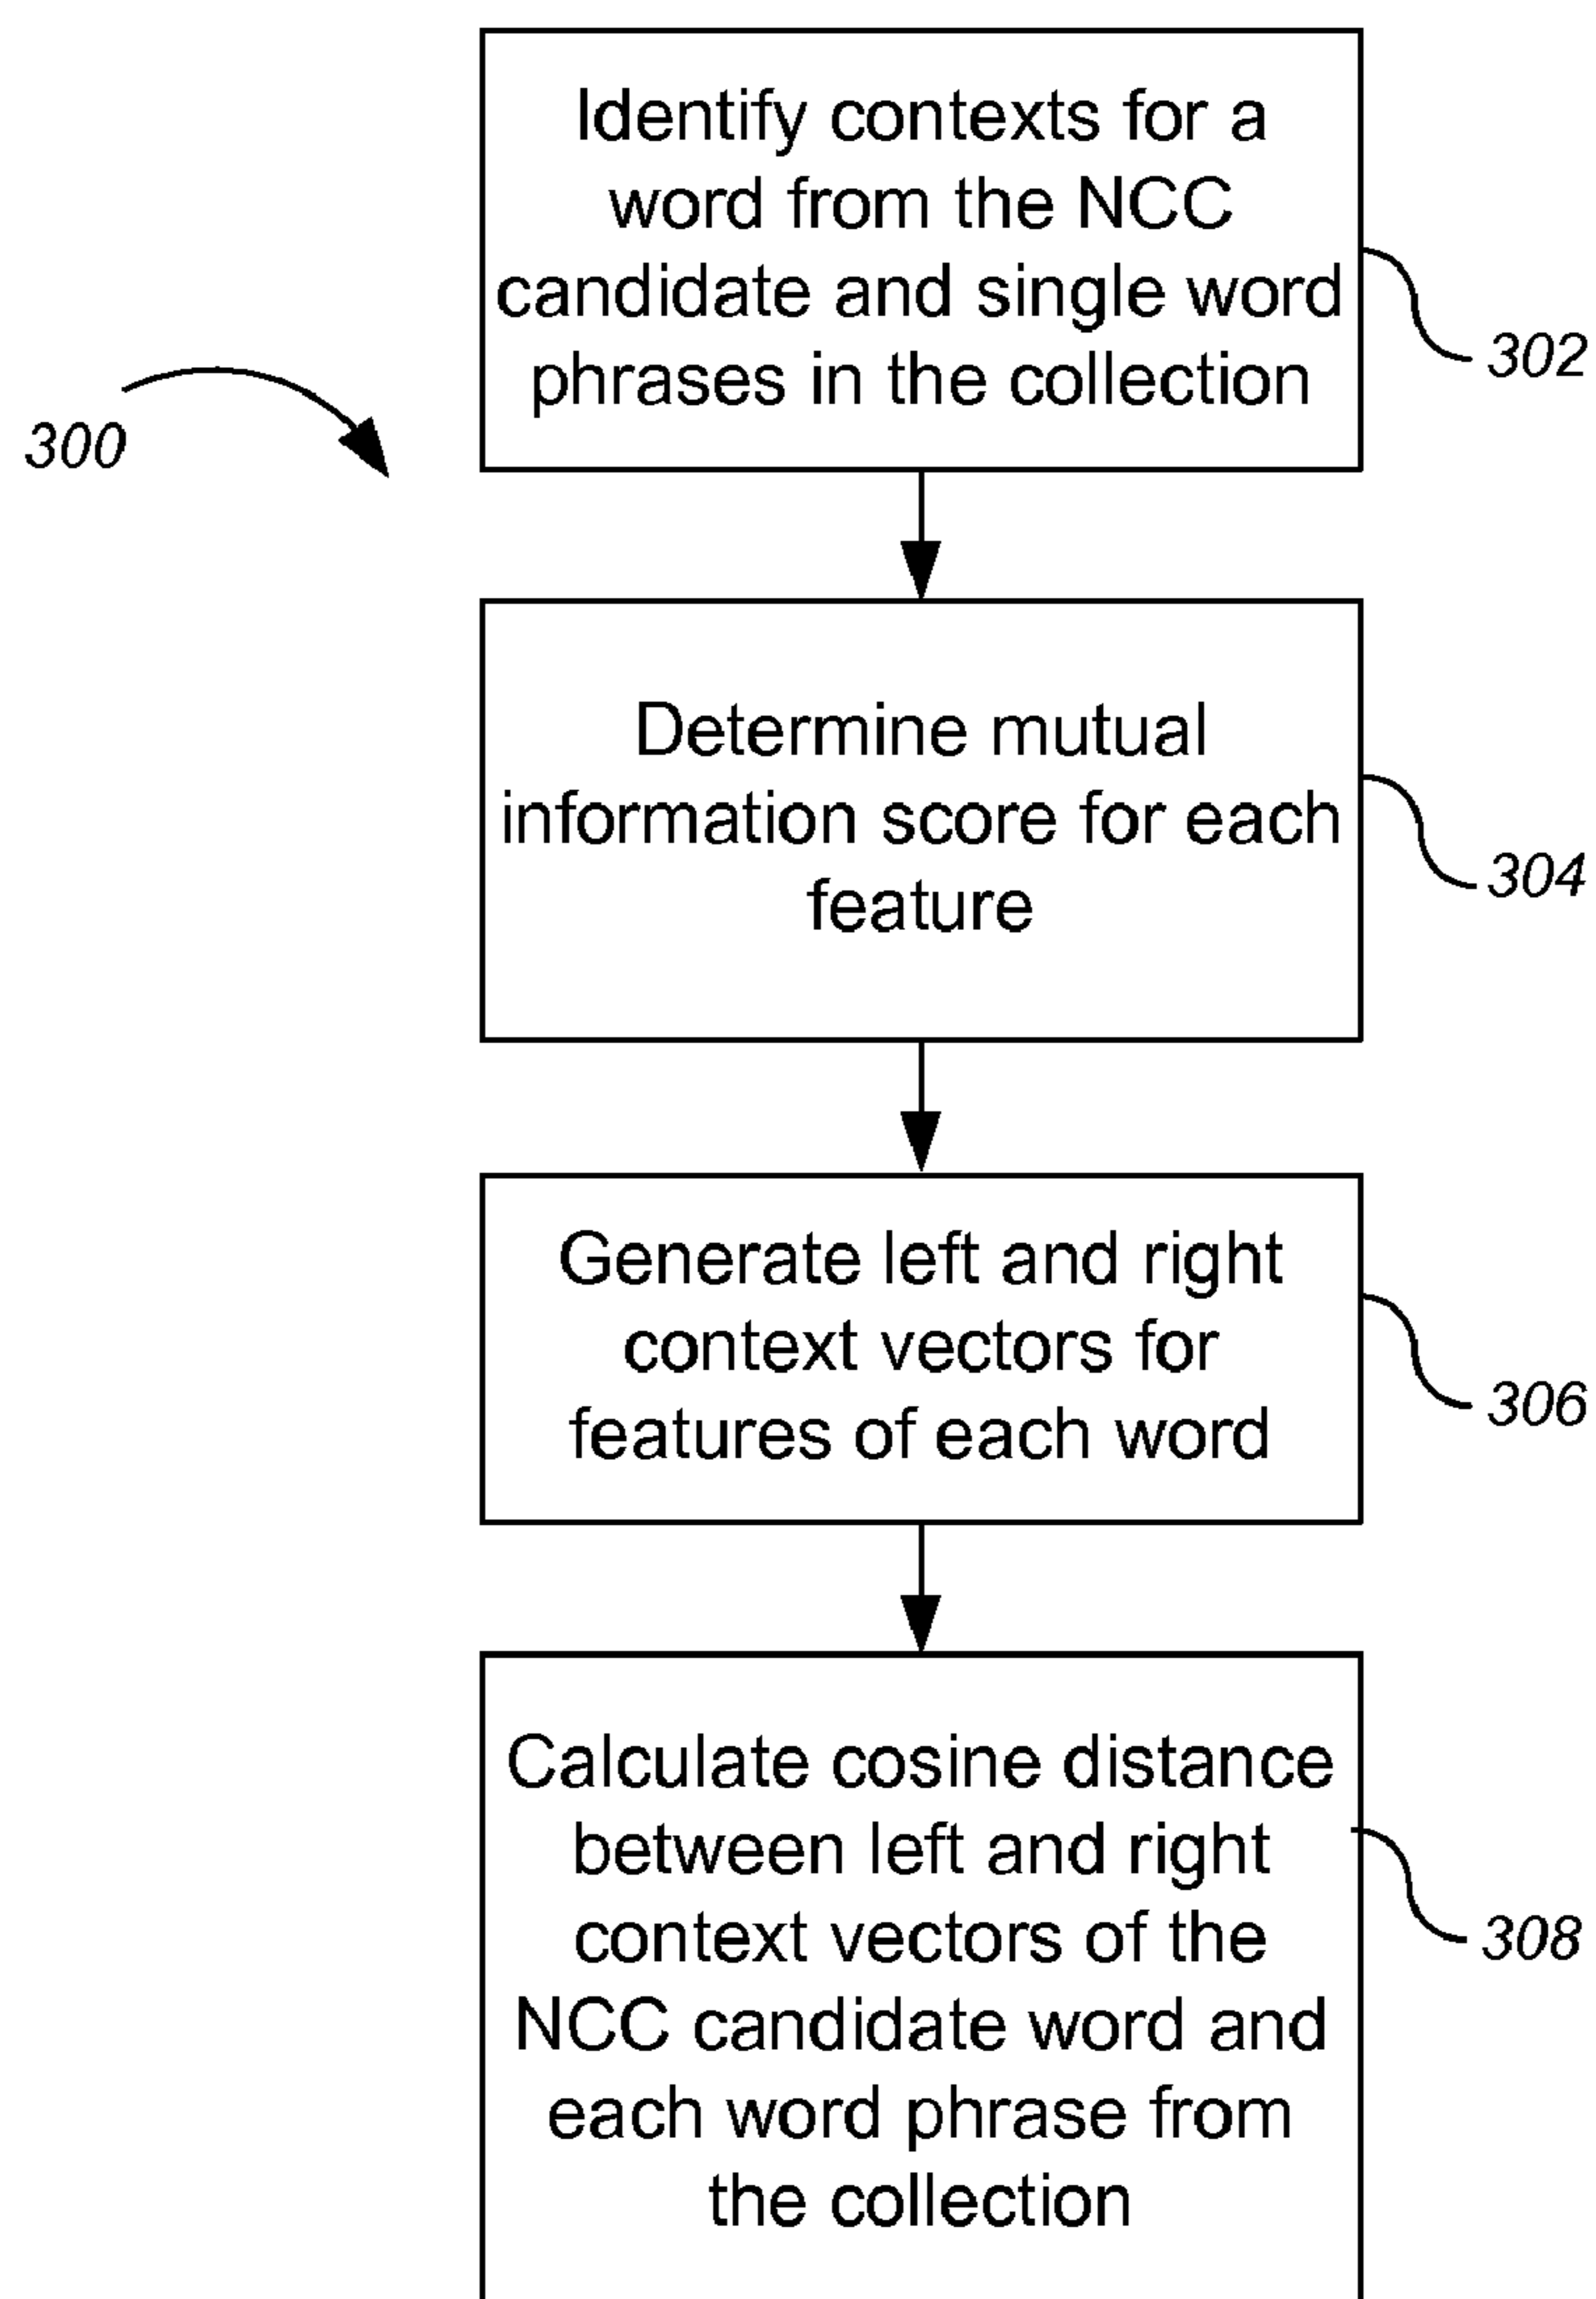 Identify contexts for a
word from the NCC
candidate and single word
phrases in the collection
302
300
Determine mutual
information score for each
feature
304
Generate left and right
context vectors for
features of each word
306
Calculate cosine distance
between left and right
context vectors of the
NCC candidate word and
each word phrase from
the collection
308